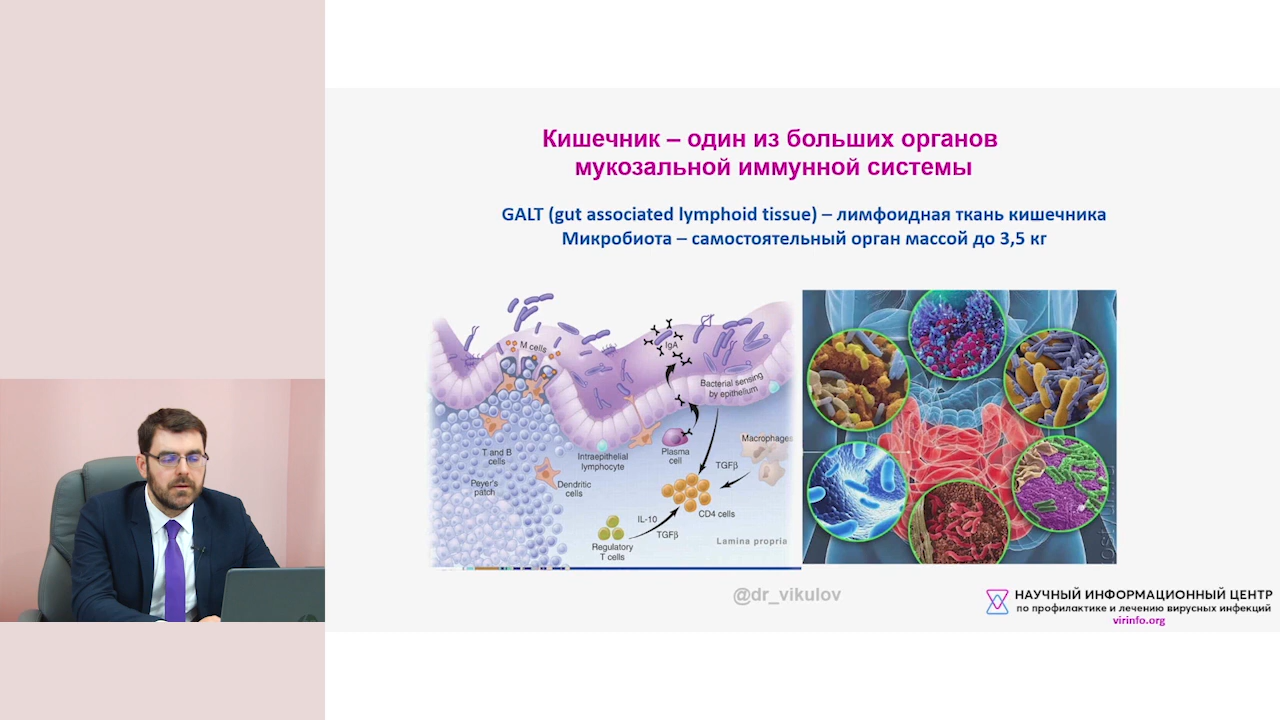 Кишечник – один из больших органов
мукозальной иммунной системы
GALT (gut associated lymphoid tissue) – лимфоидная ткань кишечника
Микробиота – самостоятельный орган массой до 3,5 кг
M cells
IgA
Bacterial sensing
by epithelium
T and B
cells
Peyer's
patch
Intraepithelial
lymphocyte
Dendritic
cells
Plasma
cell
Macrophages
TGFβ
CD4 cells
IL-10
TGFβ
Regulatory
T cells
Lamina propria
@dr_vikulov
НАУЧНЫЙ ИНФОРМАЦИОННЫЙ ЦЕНТР
по профилактике и лечению вирусных инфекций
virinfo.org